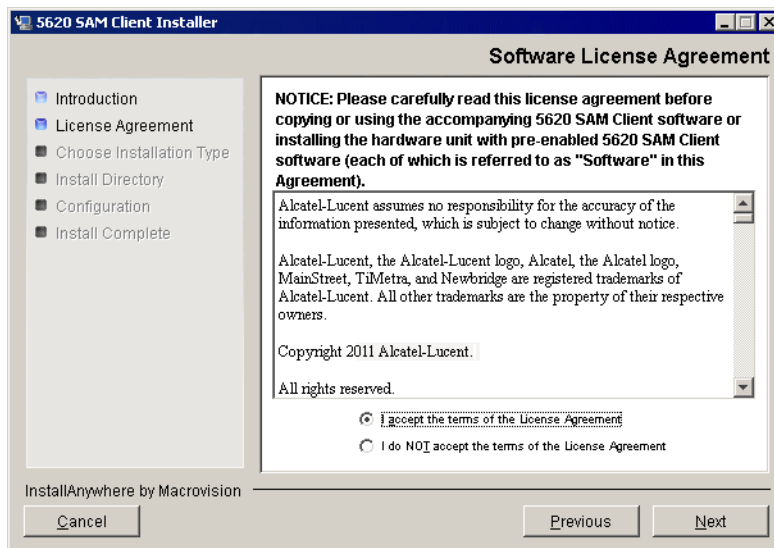 5620 SAM Client Installer
Software License Agreement
Introduction
License Agreement
Choose Installation Type
Install Directory
Configuration
Install Complete
NOTICE: Please carefully read this license agreement before
copying or using the accompanying 5620 SAM Client software or
installing the hardware unit with pre-enabled 5620 SAM Client
software (each of which is referred to as "Software" in this
Agreement).
Alcatel-Lucent assumes no responsibility for the accuracy of the
information presented, which is subject to change without notice.
Alcatel-Lucent, the Alcatel-Lucent logo, Alcatel, the Alcatel logo,
MainStreet, TiMetra, and Newbridge are registered trademarks of
Alcatel-Lucent. All other trademarks are the property of their respective
owners.
Copyright 2011 Alcatel-Lucent.
All rights reserved.
I accept the terms of the License Agreement
I do NOT accept the terms of the License Agreement
InstallAnywhere by Macrovision
Cancel
Previous
Next